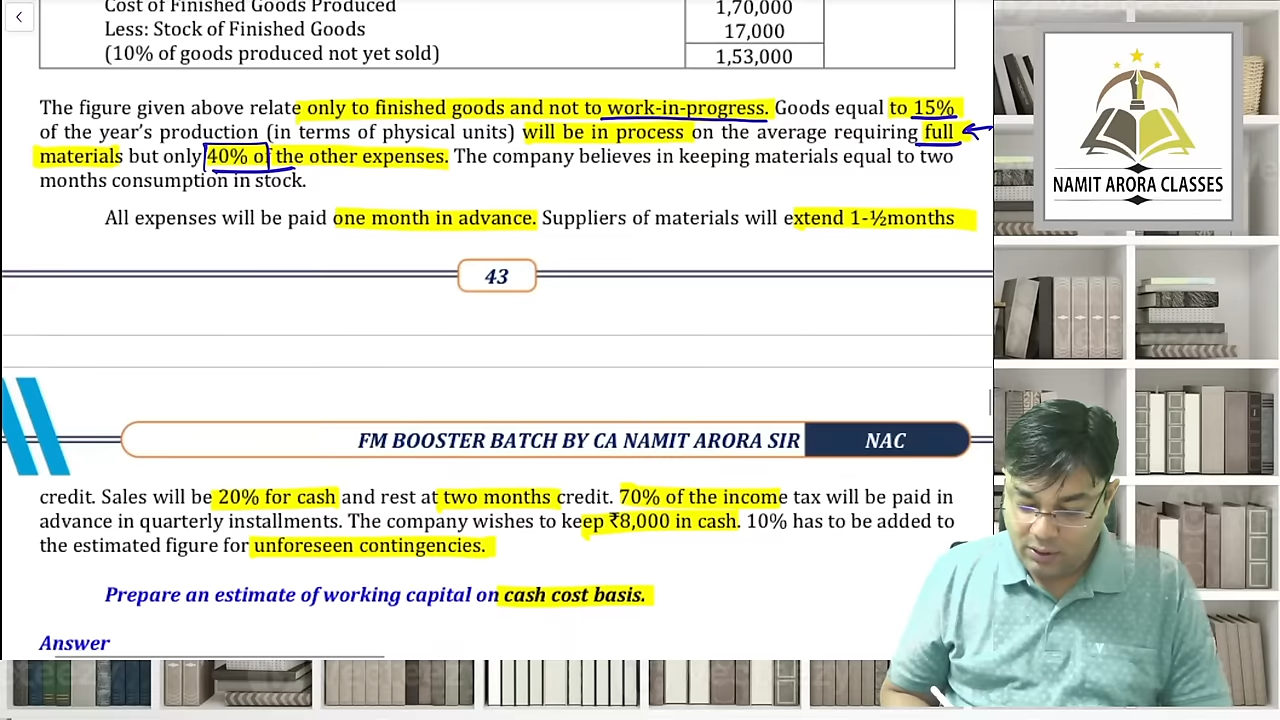 Cost of Finished Goods Produced 1,70,000
Less: Stock of Finished Goods 17,000
(10% of goods produced not yet sold) 1,53,000
The figure given above relate only to finished goods and not to work-in-progress. Goods equal to 15%
of the year's production (in terms of physical units) will be in process on the average requiring full
materials but only 40% of the other expenses. The company believes in keeping materials equal to two
months consumption in stock.
All expenses will be paid one month in advance. Suppliers of materials will extend 1-½months
43
FM BOOSTER BATCH BY CA NAMIT ARORA SIR NAC
credit. Sales will be 20% for cash and rest at two months credit. 70% of the income tax will be paid in
advance in quarterly installments. The company wishes to keep ₹8,000 in cash. 10% has to be added to
the estimated figure for unforeseen contingencies.
Prepare an estimate of working capital on cash cost basis.
Answer
NAMIT ARORA CLASSES